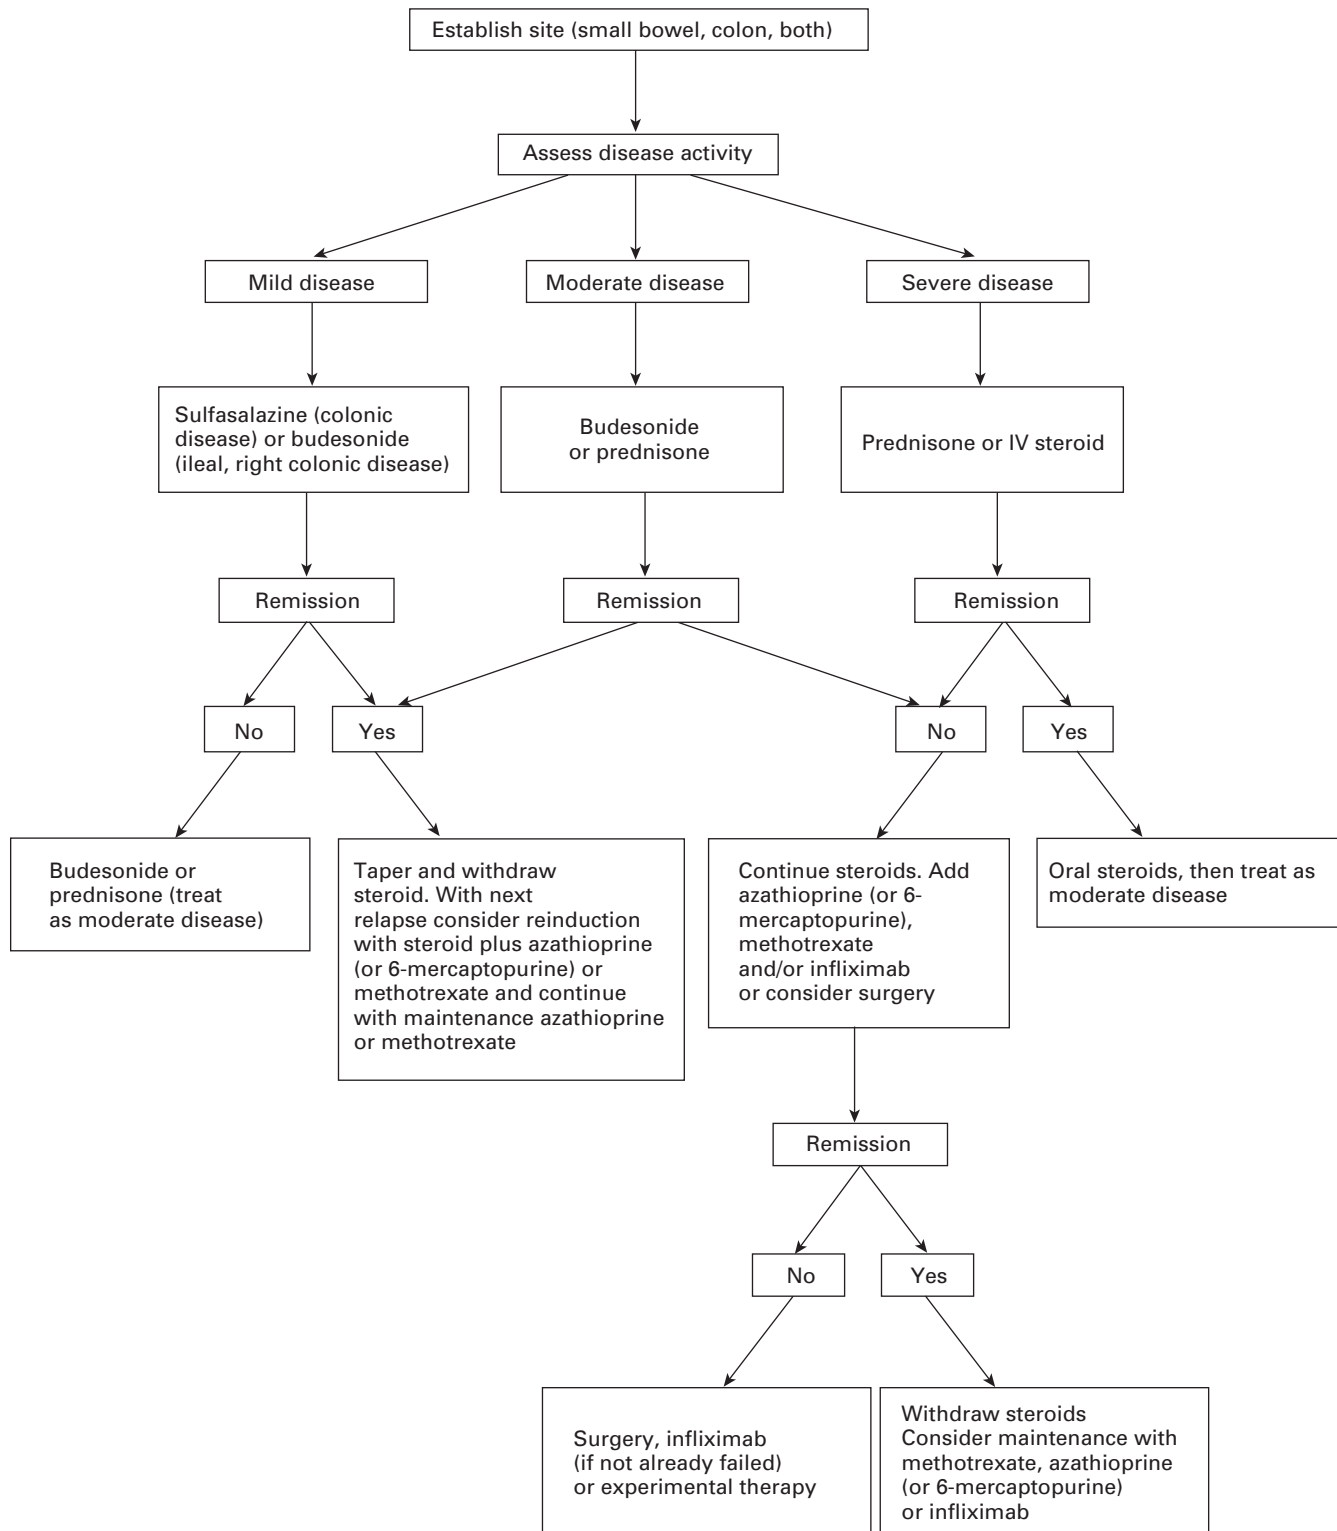 Establish site (small bowel, colon, both)
Assess disease activity
Mild disease
Moderate disease
Severe disease
Sulfasalazine (colonic
disease) or budesonide
(ileal, right colonic disease)
Budesonide
or prednisone
Prednisone or IV steroid
Remission
Remission
Remission
No
Yes
No
Yes
Budesonide or
prednisone (treat
as moderate disease)
Taper and withdraw
steroid. With next
relapse consider reinduction
with steroid plus azathioprine
(or 6-mercaptopurine) or
methotrexate and continue
with maintenance azathioprine
or methotrexate
Continue steroids. Add
azathioprine (or 6-
mercaptopurine),
methotrexate
and/or infliximab
or consider surgery
Oral steroids, then treat as
moderate disease
Remission
No
Yes
Surgery, infliximab
(if not already failed)
or experimental therapy
Withdraw steroids
Consider maintenance with
methotrexate, azathioprine
(or 6-mercaptopurine)
or infliximab